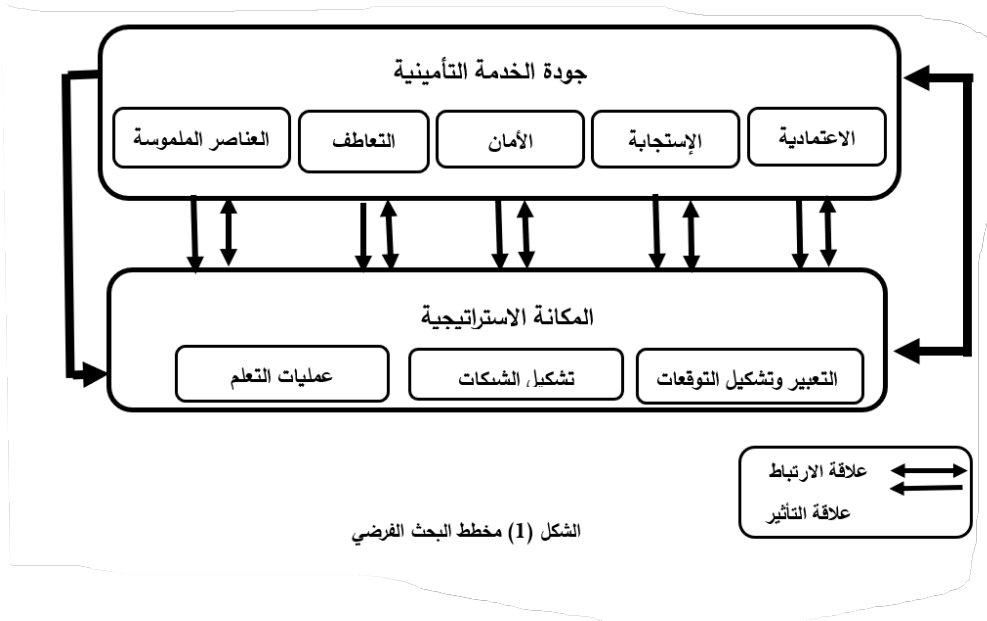 جودة الخدمة التأمينية
الاعتمادية
الإستجابة
الأمان
التعاطف
العناصر الملموسة
المكانة الاستراتيجية
التعبير وتشكيل التوقعات
تشكيل الشبكات
عمليات التعلم
علاقة الارتباط
علاقة التأثير
الشكل (1) مخطط البحث الفرضي